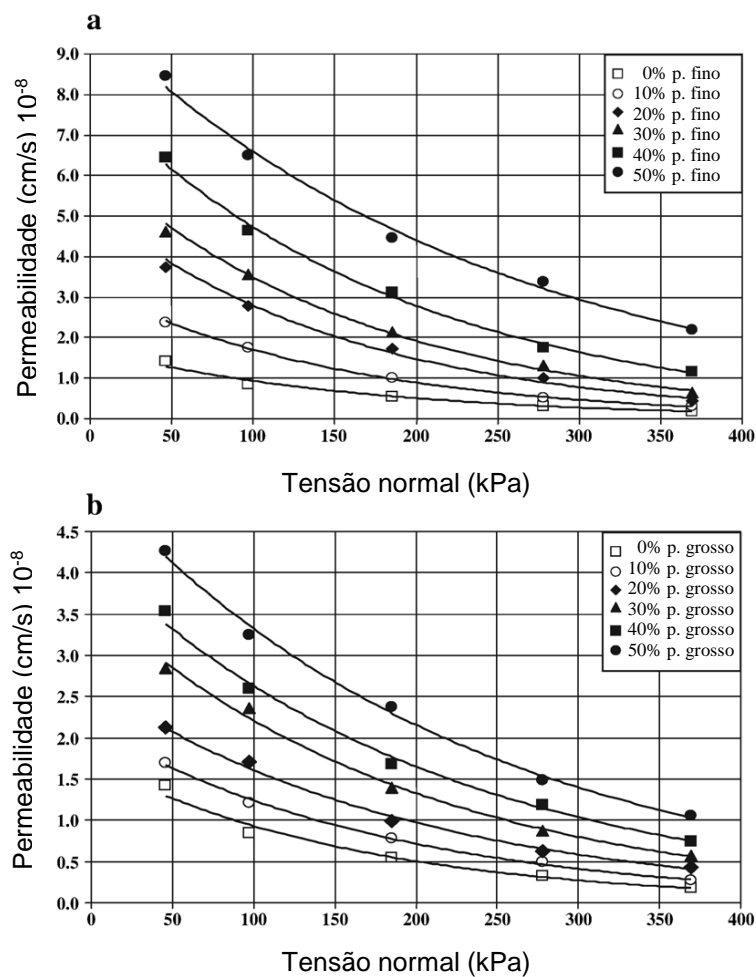 a
9.0
8.0
7.0
6.0
5.0
4.0
3.0
2.0
1.0
0.0
Permeabilidade (cm/s) 10-8
0% p. fino
10% p. fino
20% p. fino
30% p. fino
40% p. fino
50% p. fino
0 50 100 150 200 250 300 350 400
Tensão normal (kPa)
b
4.5
4.0
3.5
3.0
2.5
2.0
1.5
1.0
0.5
0.0
Permeabilidade (cm/s) 10-8
0% p. grosso
10% p. grosso
20% p. grosso
30% p. grosso
40% p. grosso
50% p. grosso
0 50 100 150 200 250 300 350 400
Tensão normal (kPa)